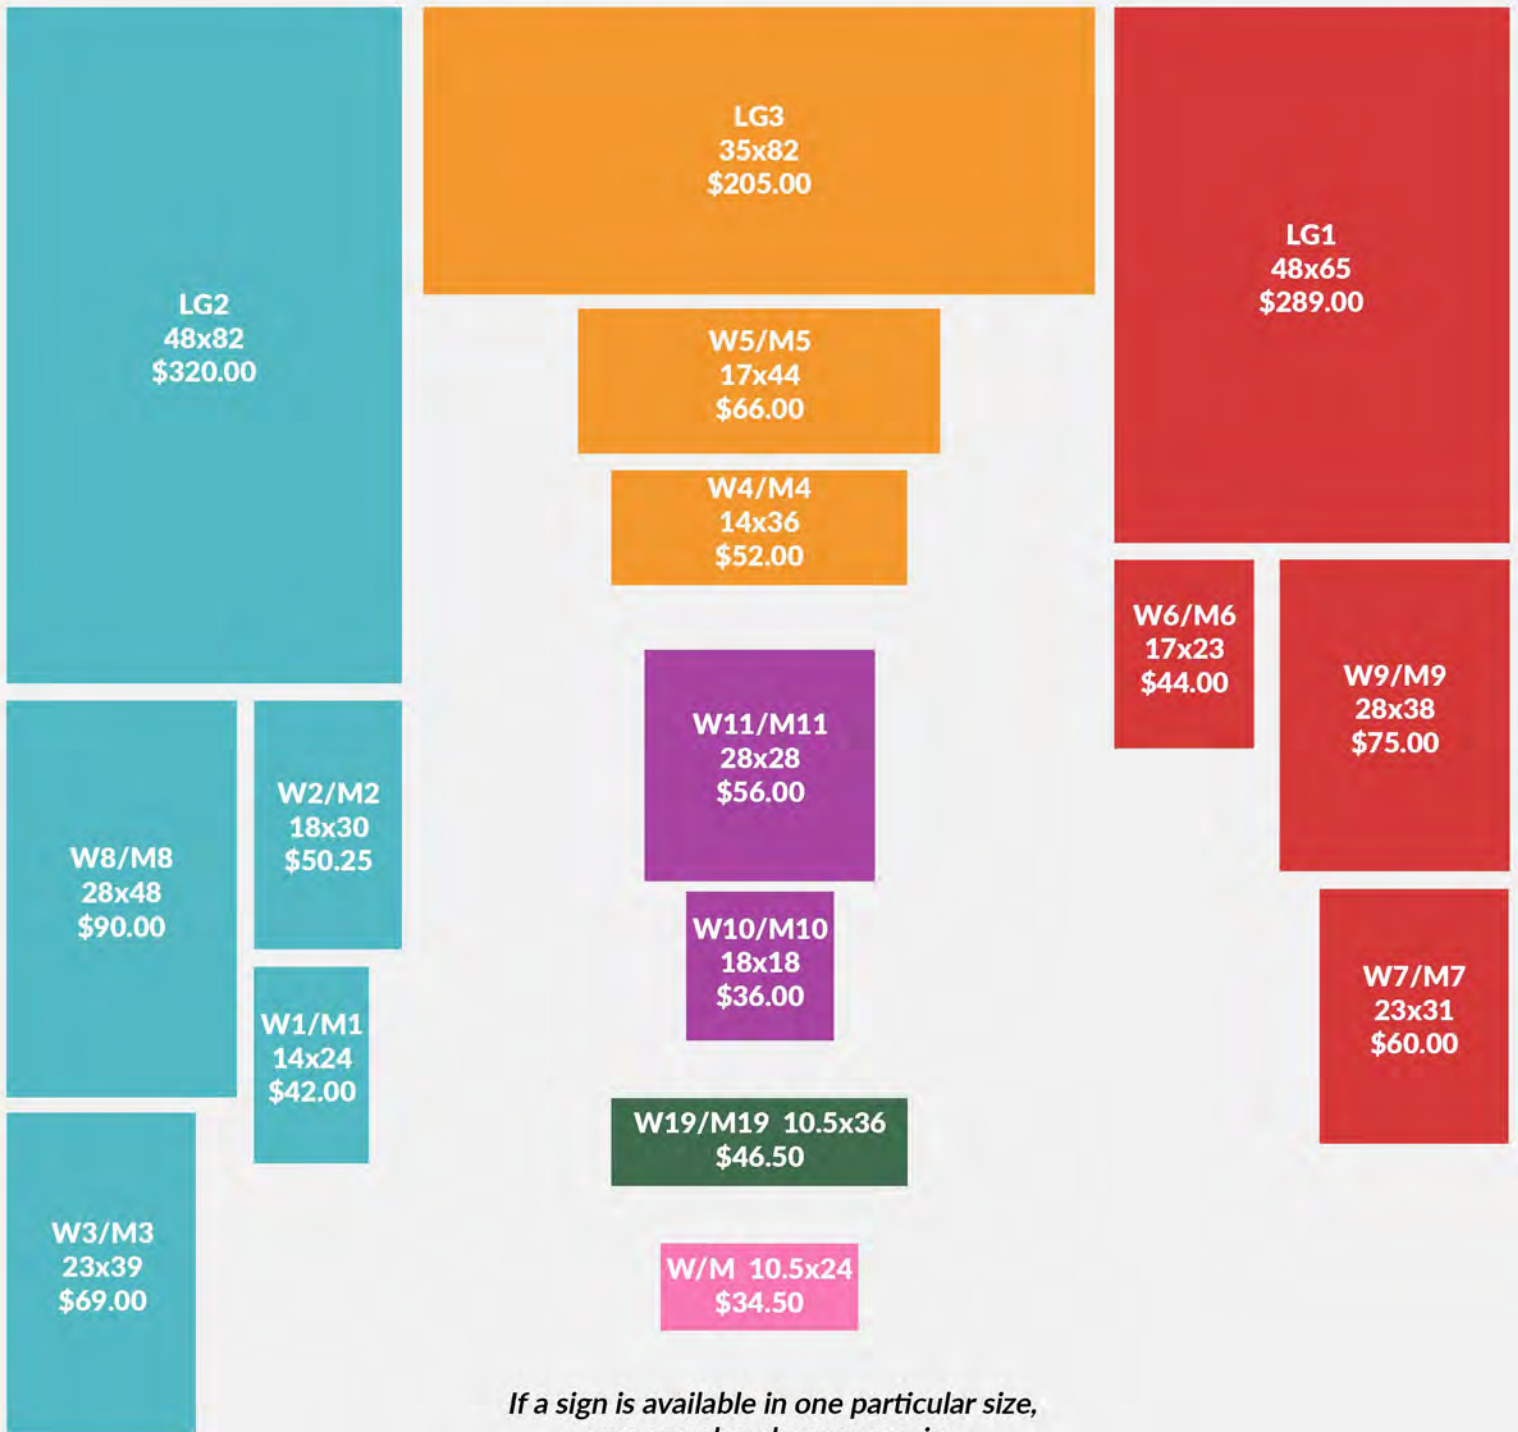 LG2
48x82
$320.00
W8/M8
28x48
$90.00
W2/M2
18x30
$50.25
W1/M1
14x24
$42.00
W3/M3
23x39
$69.00
LG3
35x82
$205.00
W5/M5
17x44
$66.00
W4/M4
14x36
$52.00
W11/M11
28x28
$56.00
W10/M10
18x18
$36.00
W19/M19 10.5x36
$46.50
W/M 10.5x24
$34.50
If a sign is available in one particular size,
LG1
48x65
$289.00
W6/M6
17x23
$44.00
W9/M9
28x38
$75.00
W7/M7
23x31
$60.00